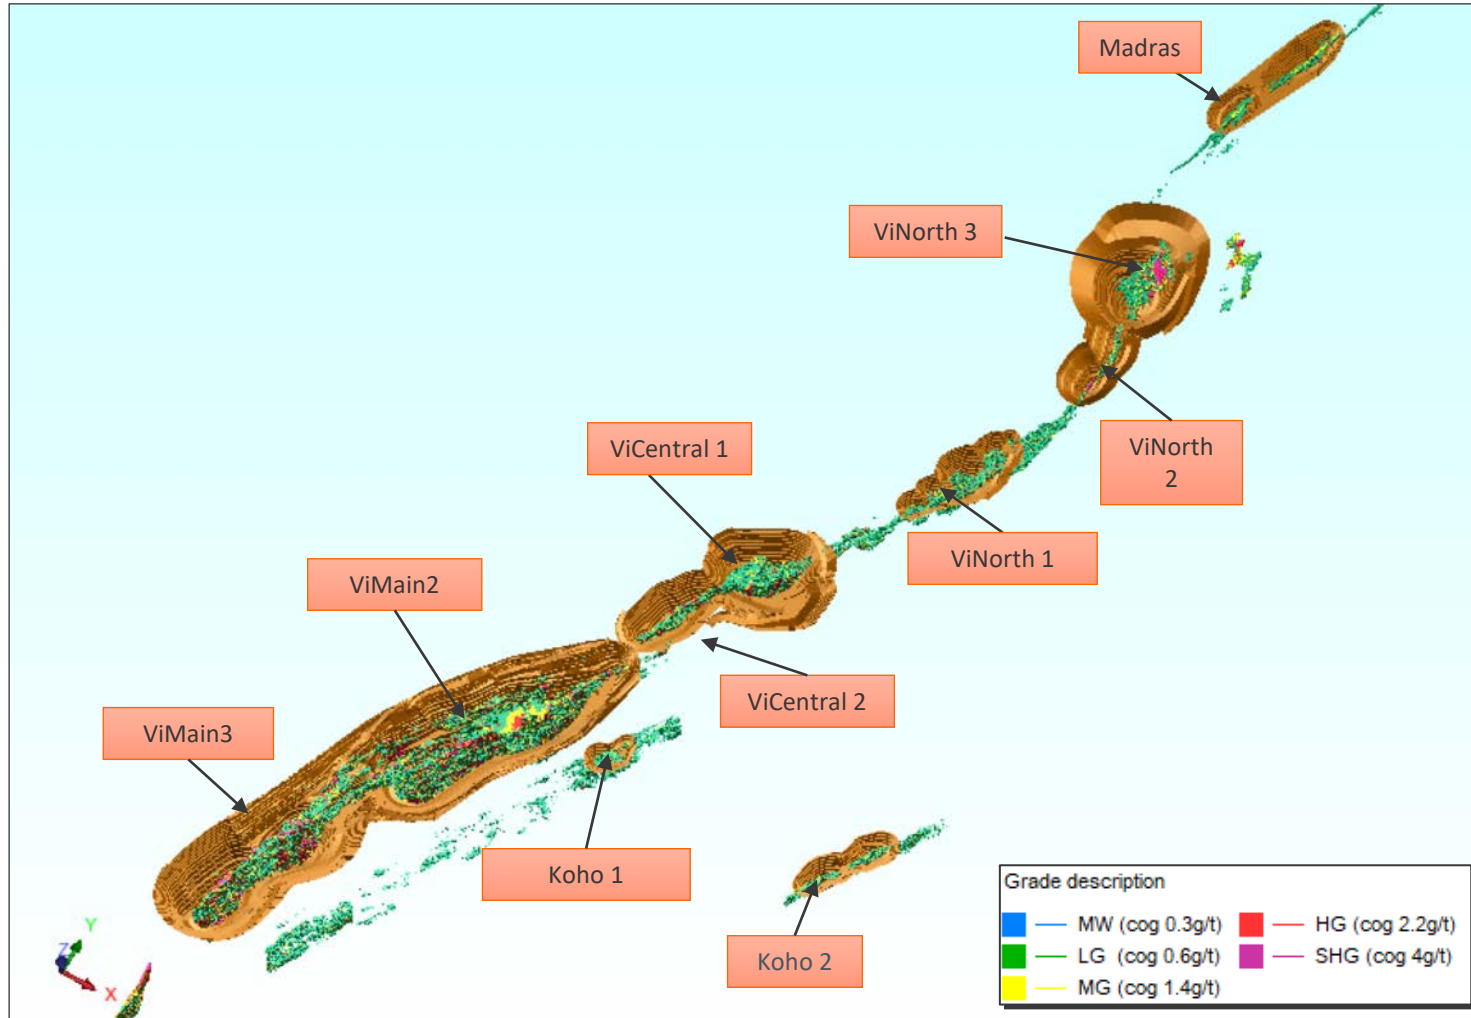 Madras
ViNorth 3
ViCentral 1
ViNorth
2
ViNorth 1
ViMain2
ViCentral 2
ViMain3
Koho 1
Koho 2
Grade description
MW (cog 0.3g/t)
HG (cog 2.2g/t)
LG (cog 0.6g/t)
SHG (cog 4g/t)
MG (cog 1.4g/t)
Y
Z
X